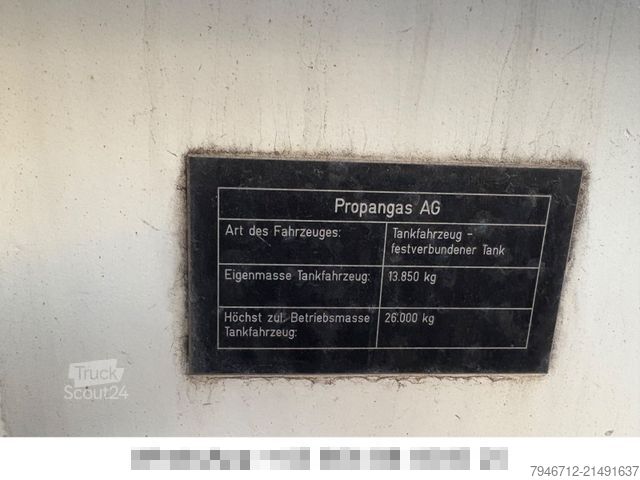 Propangas AG
Art des Fahrzeuges:
Tankfahrzeug -
festverbundener Tank
Eigenmasse Tankfahrzeug:
13.850 kg
Höchst zul. Betriebsmasse
Tankfahrzeug:
26.000 kg
Truck
Scout24
7946712-21491637